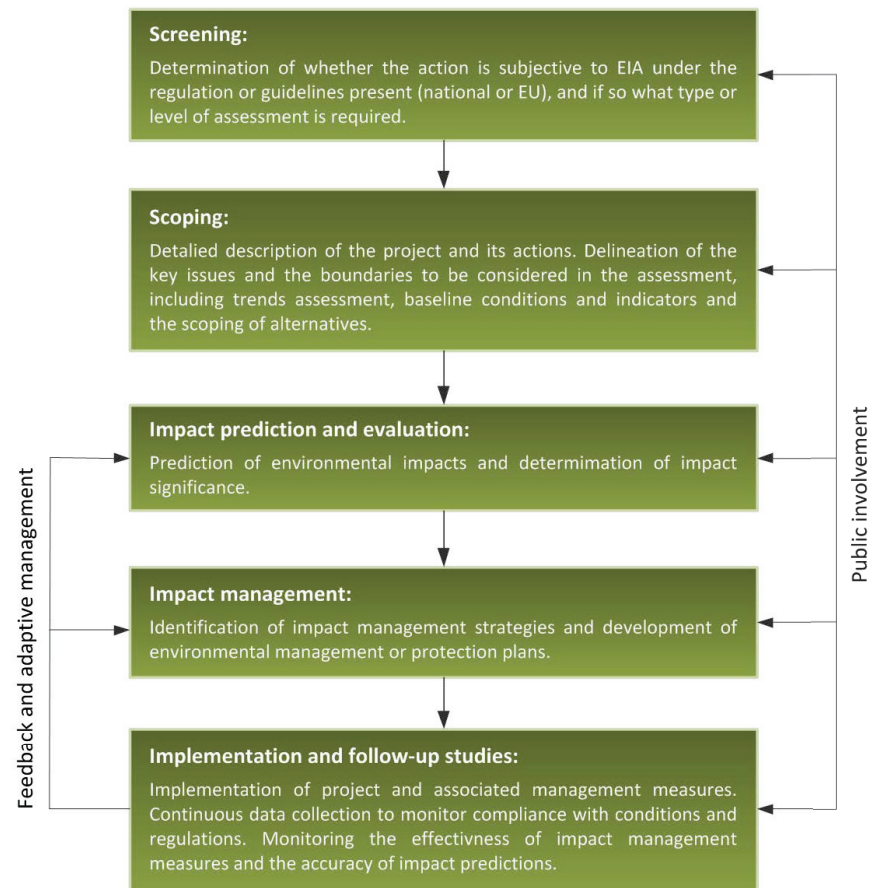 Screening:
Determination of whether the action is subjective to EIA under the
regulation or guidelines present (national or EU), and if so what type or
level of assessment is required.
Scoping:
Detalied description of the project and its actions. Delineation of the
key issues and the boundaries to be considered in the assessment,
including trends assessment, baseline conditions and indicators and
the scoping of alternatives.
Impact prediction and evaluation:
Prediction of environmental impacts and determimation of impact
significance.
Impact management:
Identification of impact management strategies and development of
environmental management or protection plans.
Implementation and follow-up studies:
Implementation of project and associated management measures.
Continuous data collection to monitor compliance with conditions and
regulations. Monitoring the effectivness of impact management
measures and the accuracy of impact predictions.
Feedback and adaptive management
Public involvement